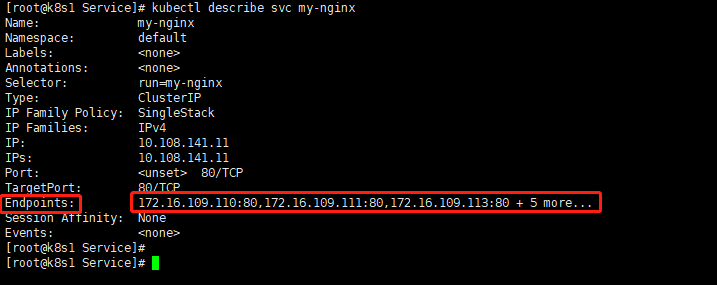 [root@k8s1 Service]# kubectl describe svc my-nginx
Name:              my-nginx
Namespace:         default
Labels:            <none>
Annotations:       <none>
Selector:          run=my-nginx
Type:              ClusterIP
IP Family Policy:  SingleStack
IP Families:       IPv4
IP:                10.108.141.11
IPs:               10.108.141.11
Port:              <unset>  80/TCP
TargetPort:        80/TCP
Endpoints:         172.16.109.110:80,172.16.109.111:80,172.16.109.113:80 + 5 more...
Session Affinity:  None
Events:            <none>
[root@k8s1 Service]#
[root@k8s1 Service]#